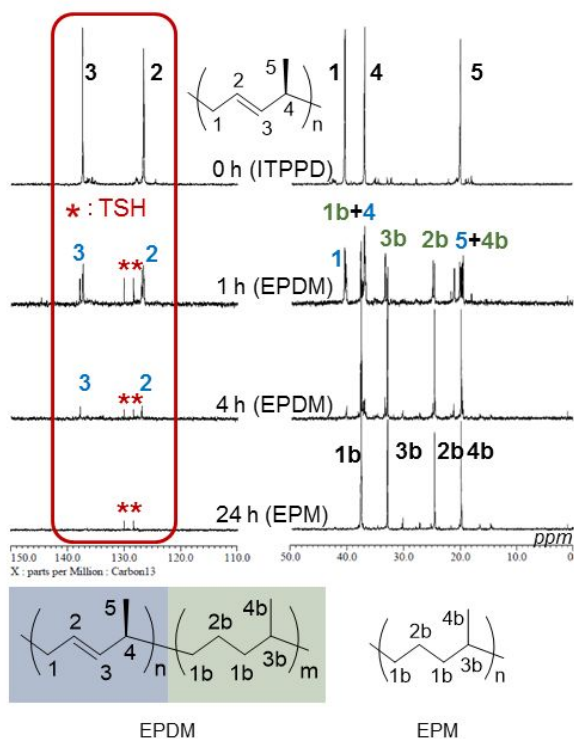 3 2 1 4 5
5
2
4
1 3 n
0 h (ITPPD)
* : TSH
1b+4
3b 2b 5+4b
3 ** 2 1
1 h (EPDM)
3 ** 2
4 h (EPDM)
1b 3b 2b 4b
**
24 h (EPM)
ppm
150.0 140.0 130.0 120.0 110.0 50.0 40.0 30.0 20.0 10.0 0
X : parts per Million : Carbon13
5 4b 4b
2 2b 2b
4 3b 3b
1 3 n 1b 1b m 1b 1b n
EPDM EPM